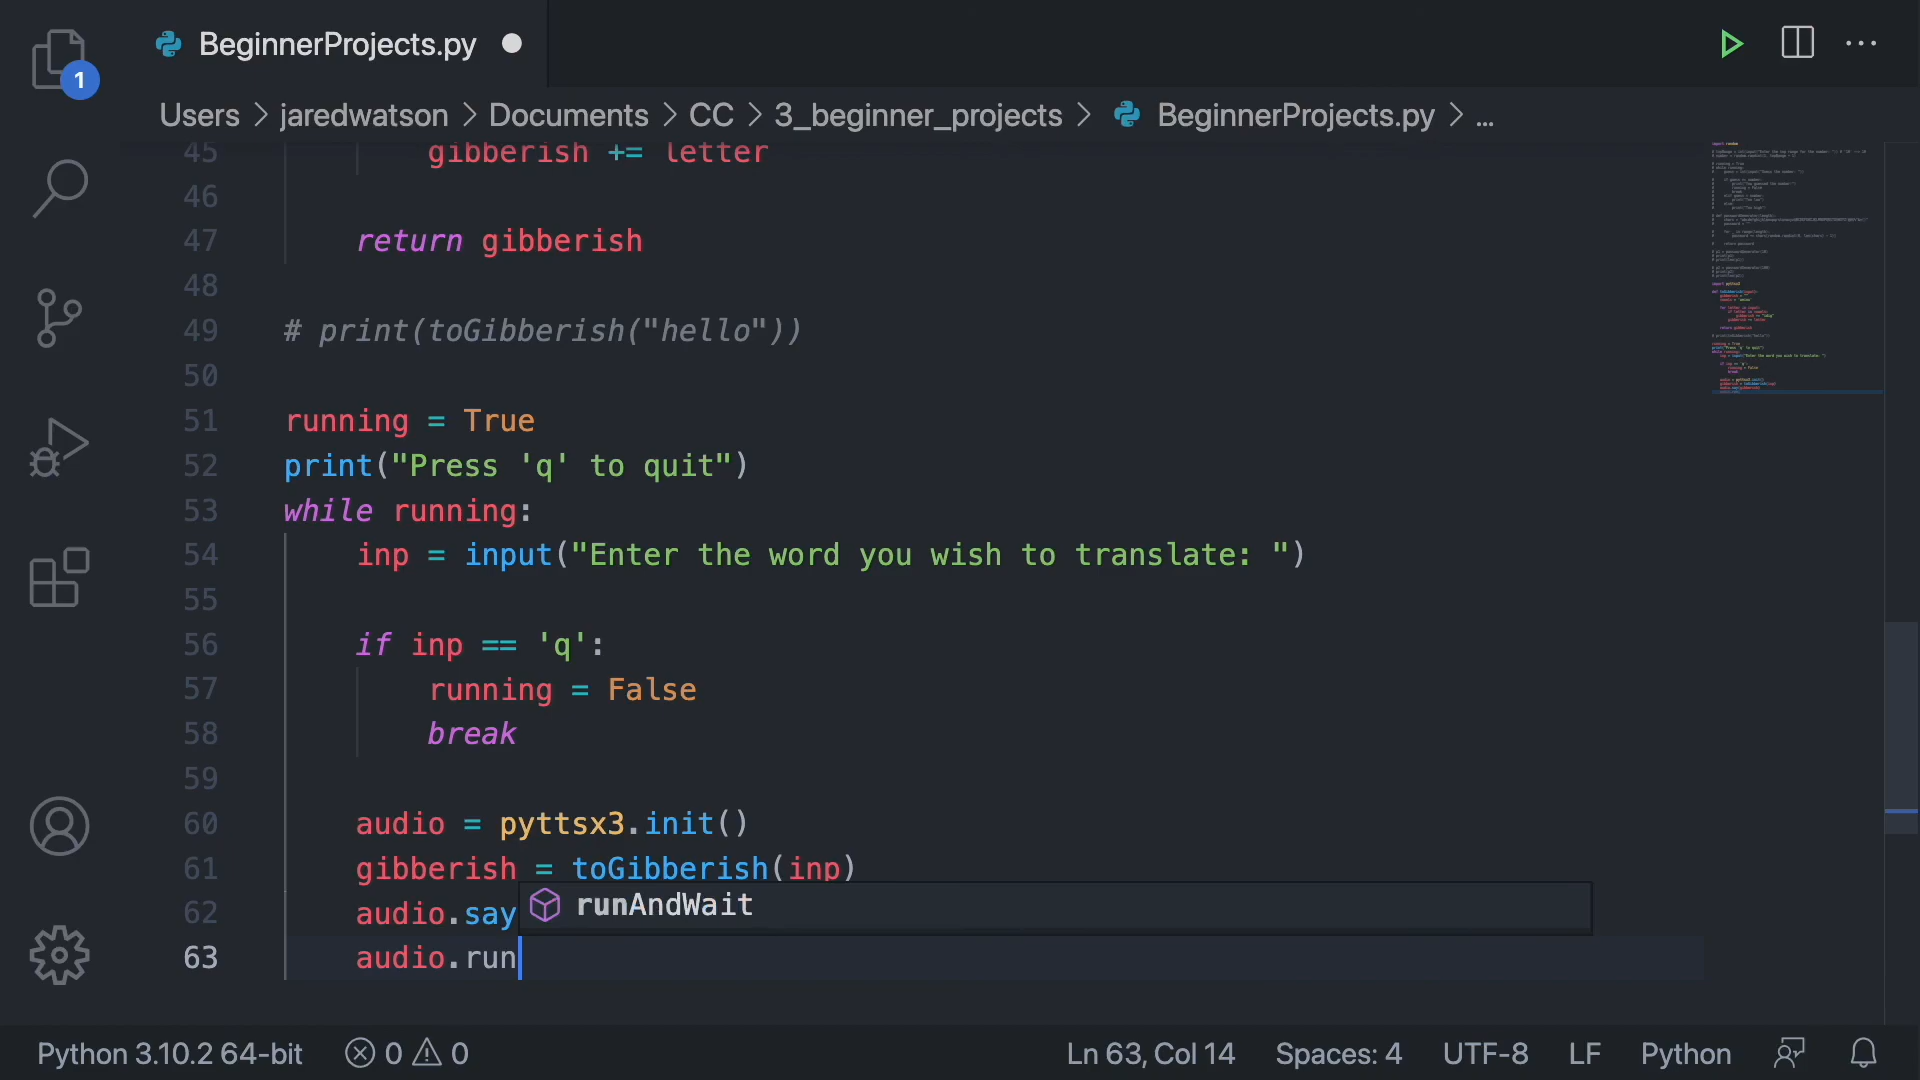 BeginnerProjects.py
1
Users > jaredwatson > Documents > CC > 3_beginner_projects > BeginnerProjects.py > ...
45 gibberish += letter
46
47 return gibberish
48
49 # print(toGibberish("hello"))
50
51 running = True
52 print("Press 'q' to quit")
53 while running:
54 inp = input("Enter the word you wish to translate: ")
55
56 if inp == 'q':
57 running = False
58 break
59
60 audio = pyttsx3.init()
61 gibberish = toGibberish(inp)
62 audio.say
runAndWait
63 audio.run
Python 3.10.2 64-bit 0 0 Ln 63, Col 14 Spaces: 4 UTF-8 LF Python